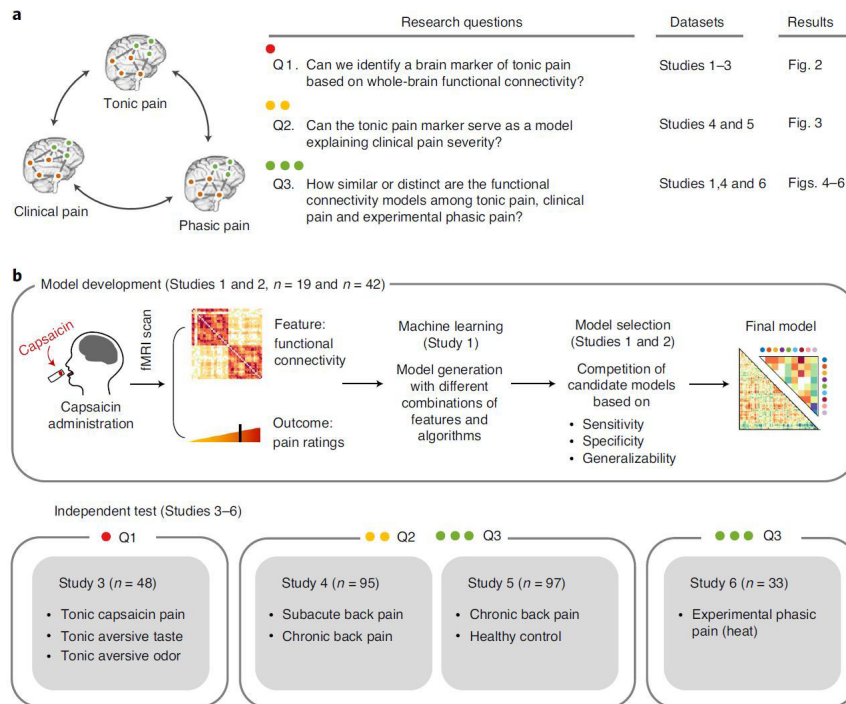 a
Research questions
Datasets
Results
Q1. Can we identify a brain marker of tonic pain
based on whole-brain functional connectivity?
Studies 1–3
Fig. 2
Q2. Can the tonic pain marker serve as a model
explaining clinical pain severity?
Studies 4 and 5
Fig. 3
Q3. How similar or distinct are the functional
connectivity models among tonic pain, clinical
pain and experimental phasic pain?
Studies 1,4 and 6
Figs. 4–6
Tonic pain
Clinical pain
Phasic pain
b
Model development (Studies 1 and 2, n = 19 and n = 42)
Capsaicin
Capsaicin
administration
fMRI scan
Feature:
functional
connectivity
Outcome:
pain ratings
Machine learning
(Study 1)
Model generation
with different
combinations of
features and
algorithms
Model selection
(Studies 1 and 2)
Competition of
candidate models
based on
• Sensitivity
• Specificity
• Generalizability
Final model
Independent test (Studies 3–6)
Q1
Study 3 (n = 48)
• Tonic capsaicin pain
• Tonic aversive taste
• Tonic aversive odor
Q2
Q3
Study 4 (n = 95)
• Subacute back pain
• Chronic back pain
Study 5 (n = 97)
• Chronic back pain
• Healthy control
Q3
Study 6 (n = 33)
• Experimental phasic
pain (heat)